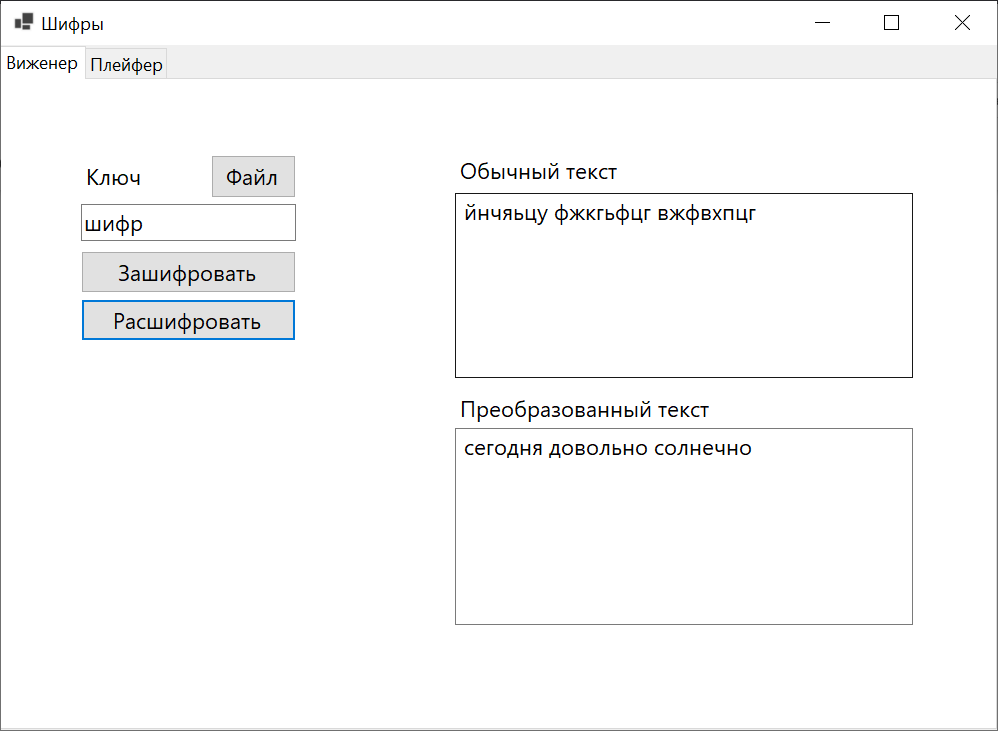 Шифры
Виженер Плейфер
Ключ
Файл
шифр
Зашифровать
Расшифровать
Обычный текст
йнчяьцу фжкгьфцг вжфвхпцг
Преобразованный текст
сегодня довольно солнечно